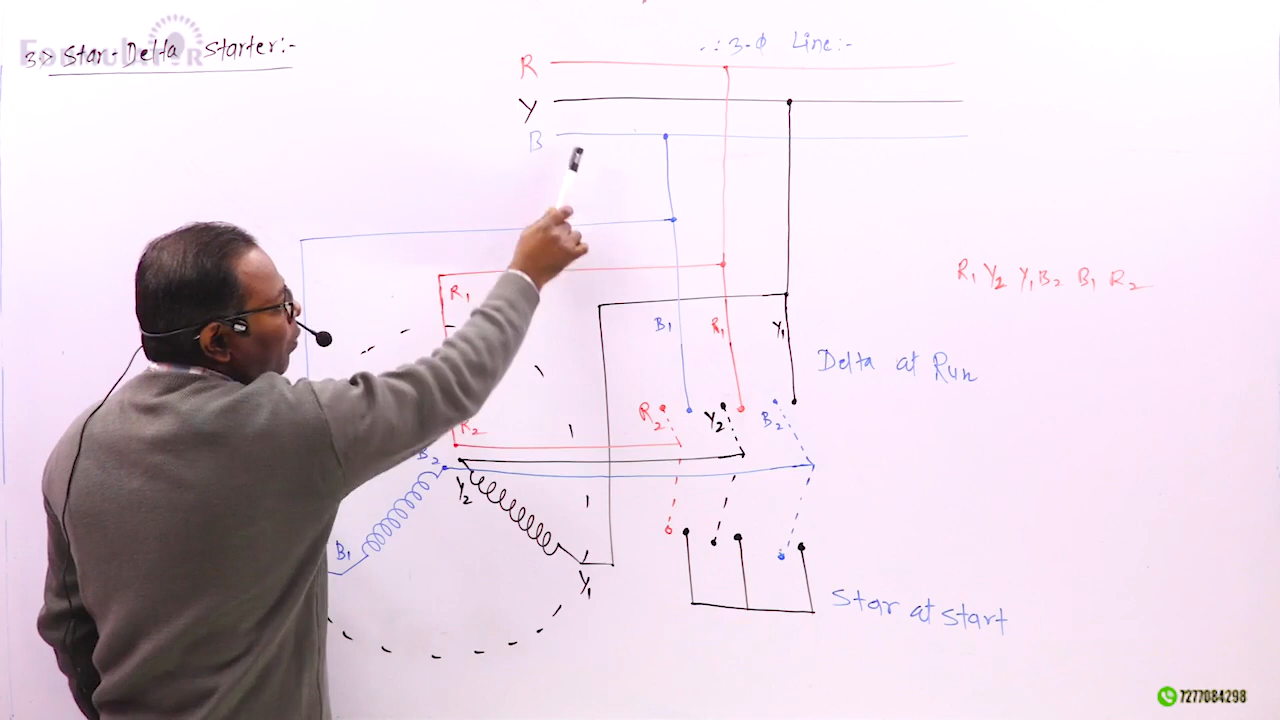 3.> Star-Delta Starter:-
∴ 3-Φ Line:-
R
Y
B
R1
R1 Y2 Y1 B2 B1 R2
B1 R1 Y1
Delta at Run
R2 Y2 B2
R2
B2
Y2
B1
Y1
Star at Start
7277084298